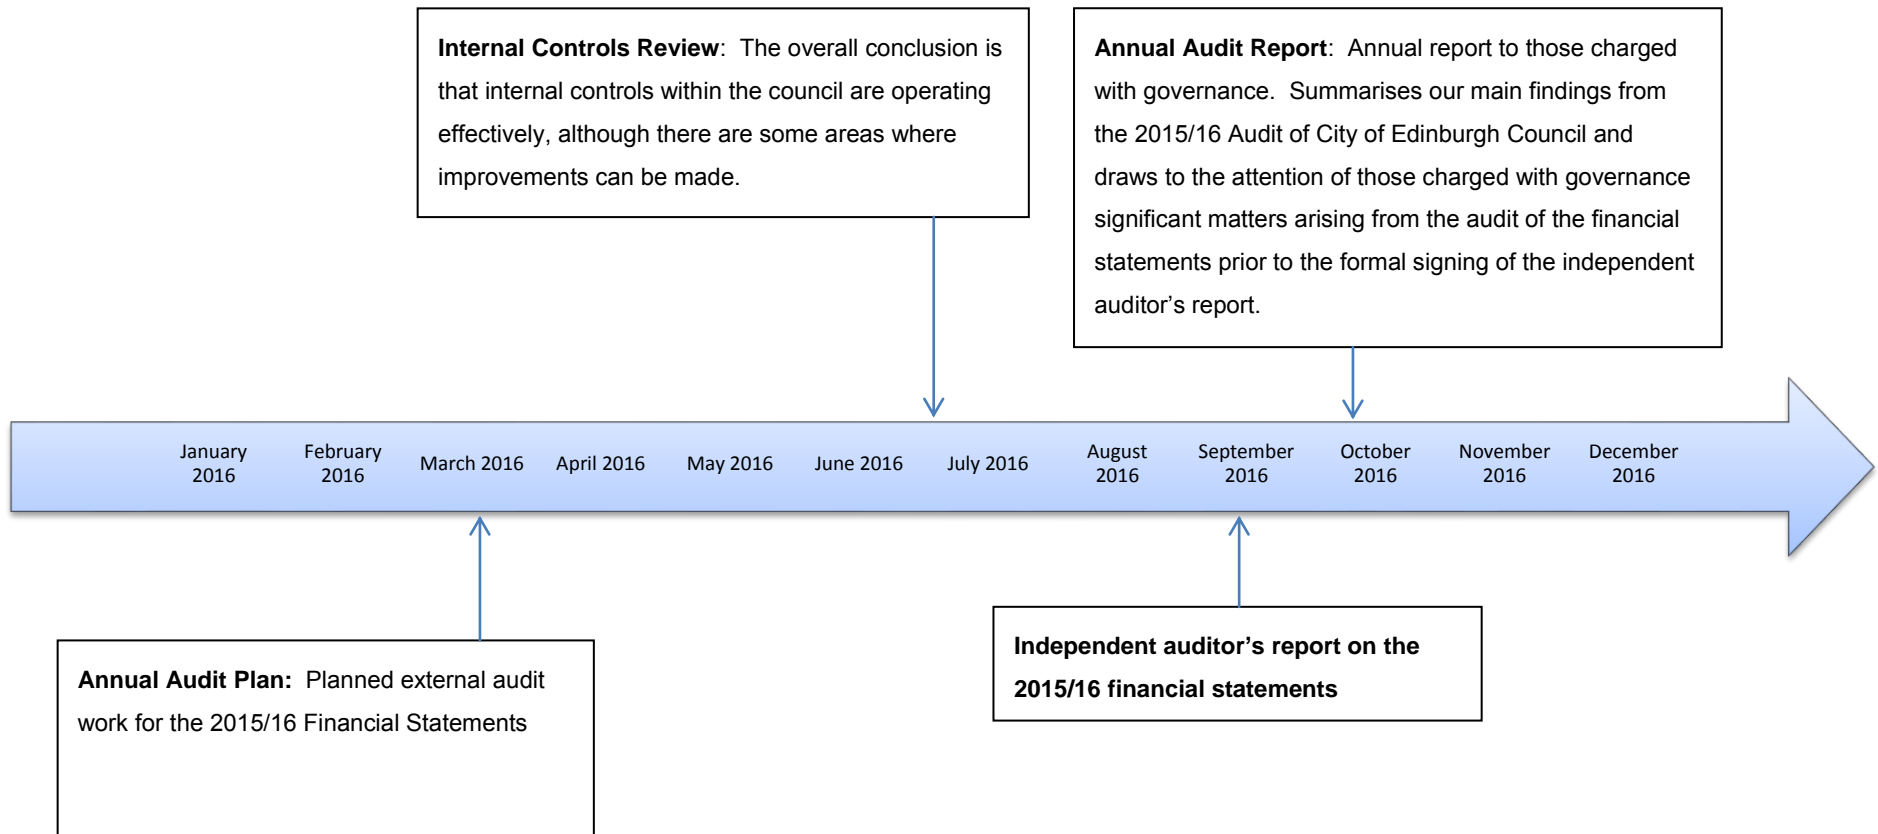 Internal Controls Review:  The overall conclusion is
that internal controls within the council are operating
effectively, although there are some areas where
improvements can be made.
Annual Audit Report:  Annual report to those charged
with governance.  Summarises our main findings from
the 2015/16 Audit of City of Edinburgh Council and
draws to the attention of those charged with governance
significant matters arising from the audit of the financial
statements prior to the formal signing of the independent
auditor’s report.
January
2016
February
2016
March 2016
April 2016
May 2016
June 2016
July 2016
August
2016
September
2016
October
2016
November
2016
December
2016
Annual Audit Plan:  Planned external audit
work for the 2015/16 Financial Statements
Independent auditor’s report on the
2015/16 financial statements